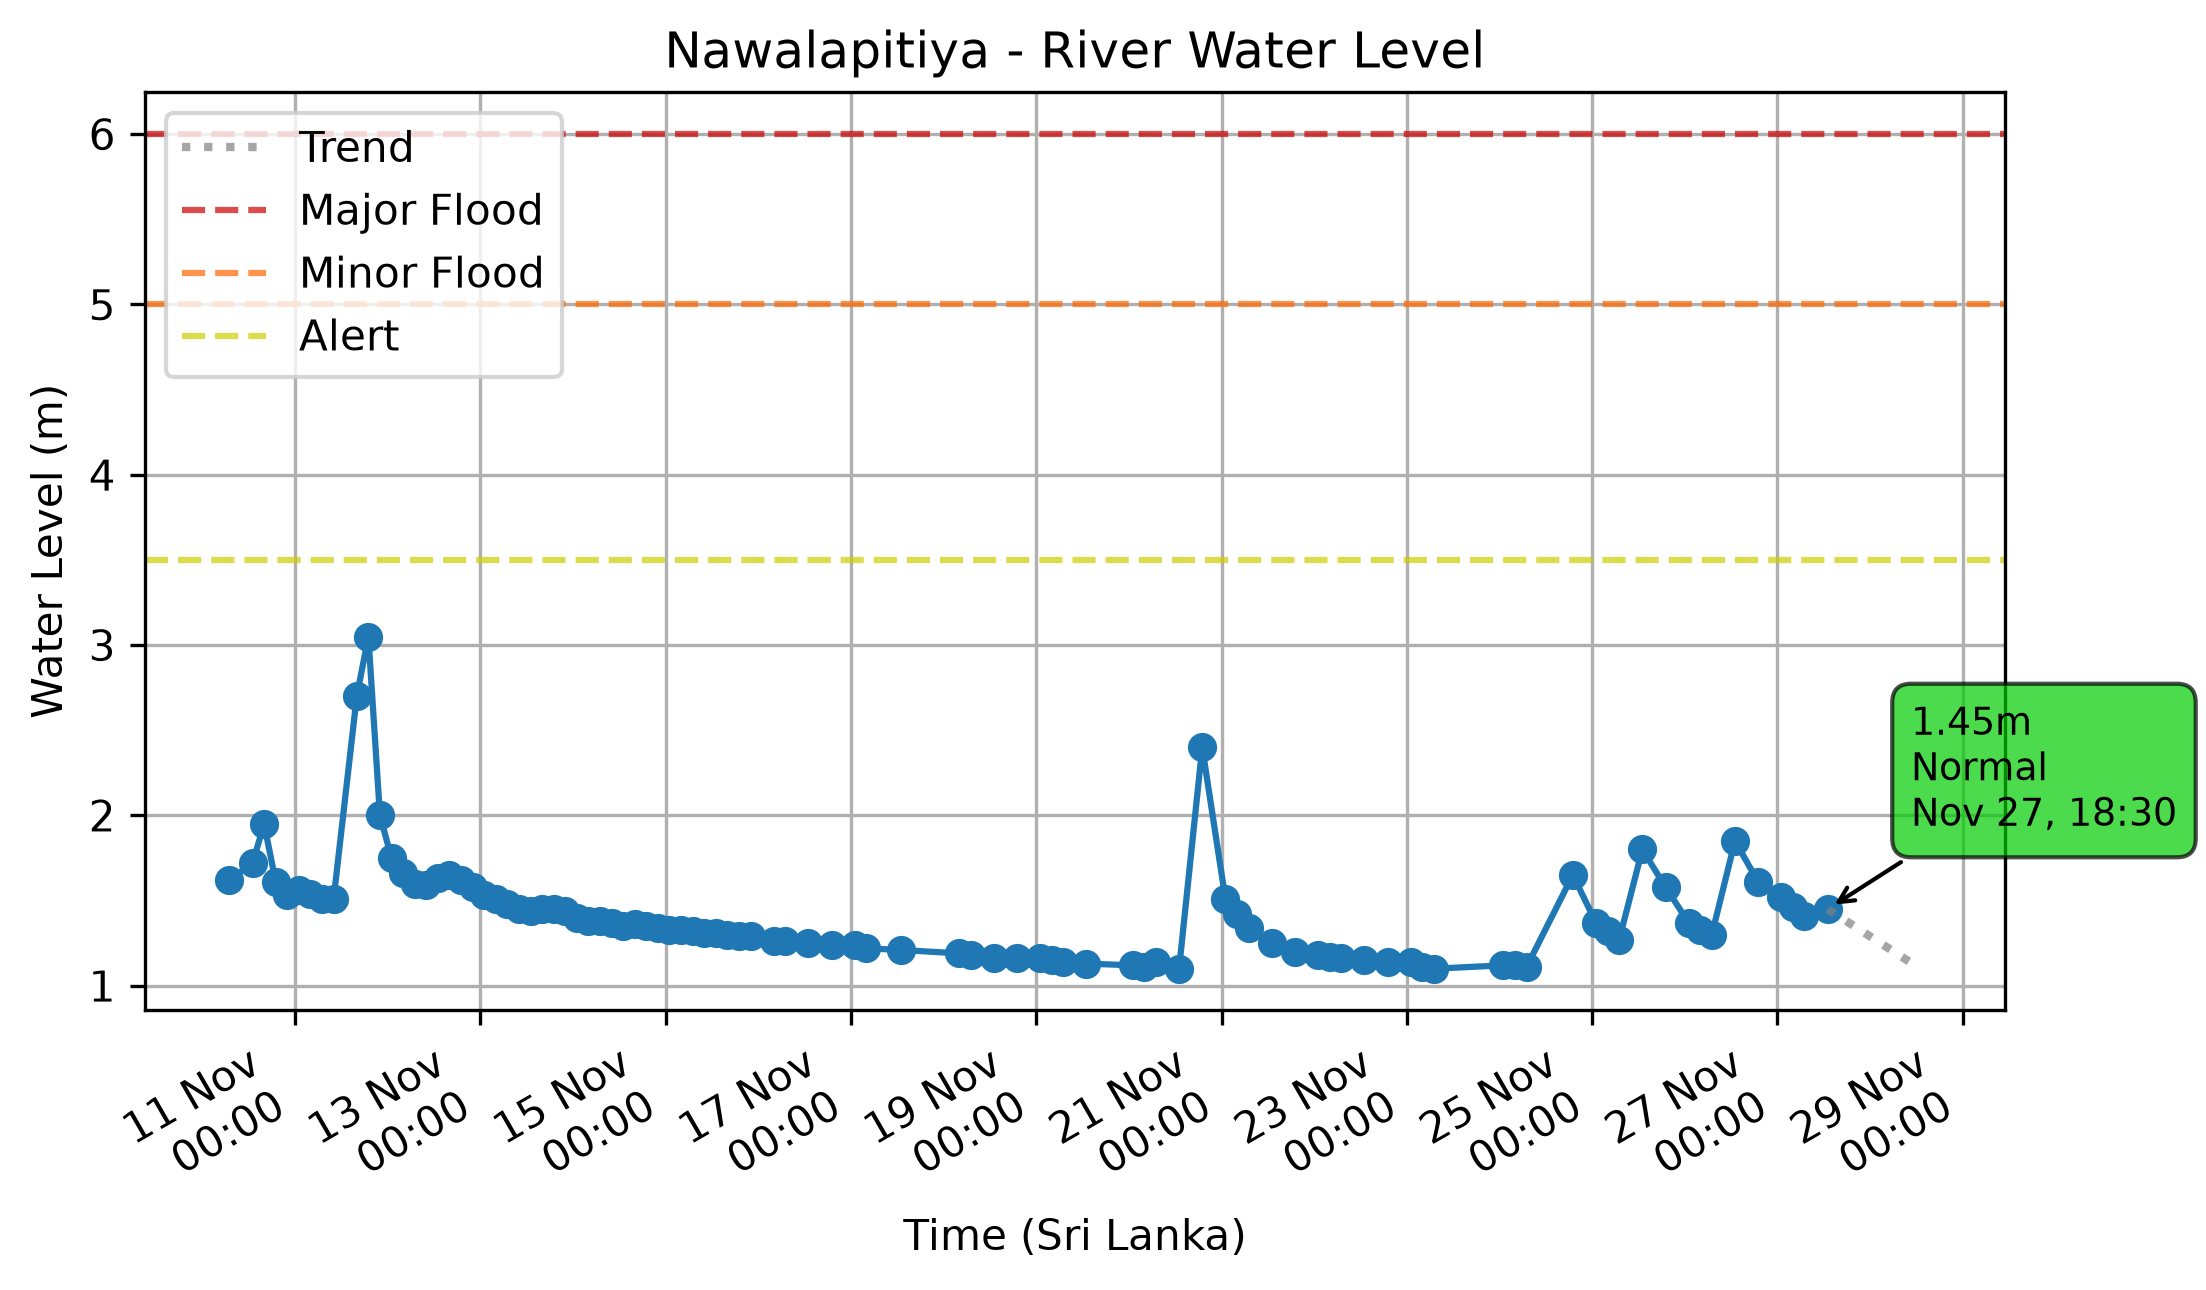 Nawalapitiya - River Water Level
Trend
Major Flood
Minor Flood
Alert
6
5
4
3
2
1
Water Level (m)
1.45m
Normal
Nov 27, 18:30
11 Nov
00:00
13 Nov
00:00
15 Nov
00:00
17 Nov
00:00
19 Nov
00:00
21 Nov
00:00
23 Nov
00:00
25 Nov
00:00
27 Nov
00:00
29 Nov
00:00
Time (Sri Lanka)